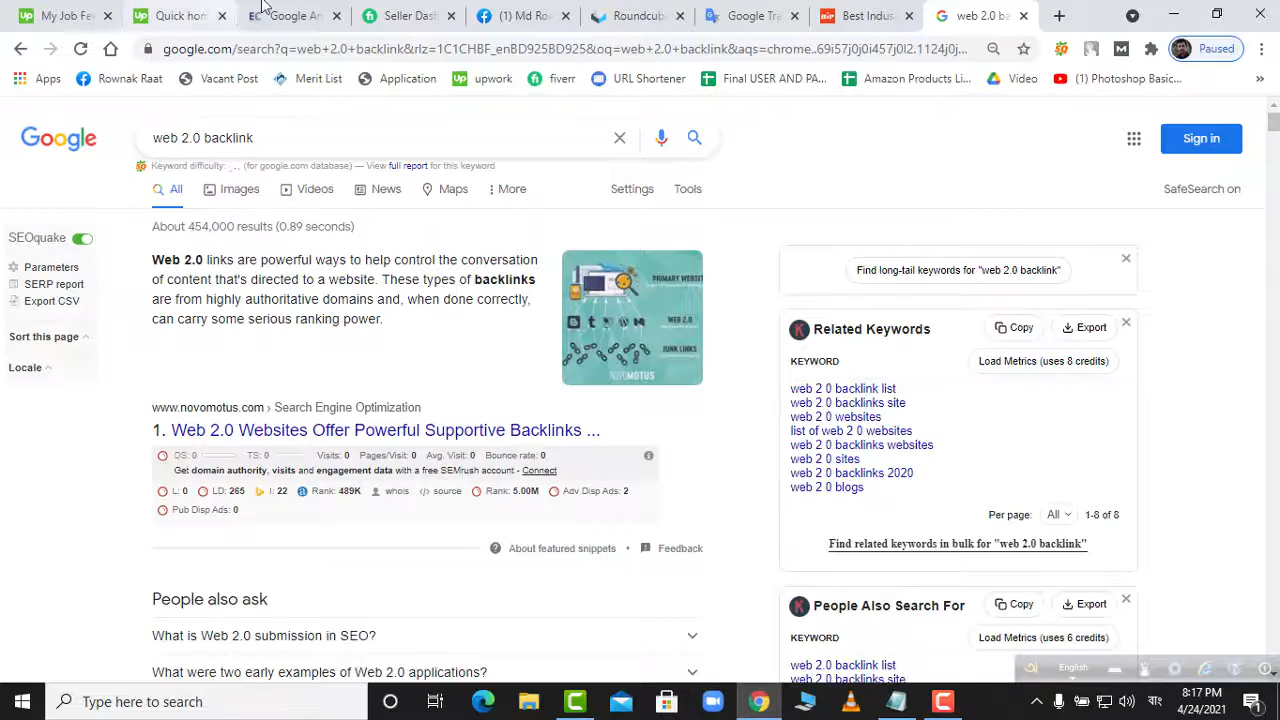 My Job Fe
Quick hom
Google An
Seller Das
(1) Md Ro
Roundcub
Google Tra
Best Indus
web 2.0 ba
google.com/search?q=web+2.0+backlink&rlz=1C1CHBF_enBD925BD925&oq=web+2.0+backlink&aqs=chrome..69i57j0j0i457j0l2.1124j0j...
Paused
Apps
Rownak Raat
Vacant Post
Merit List
Application
upwork
fiverr
URL Shortener
Final USER AND PA...
Amazon Products Li...
Video
(1) Photoshop Basic...
»
Google
web 2.0 backlink
Sign in
Keyword difficulty: ... (for google.com database) — View full report for this keyword
All
Images
Videos
News
Maps
More
Settings
Tools
SafeSearch on
About 454,000 results (0.89 seconds)
SEOquake
Parameters
SERP report
Export CSV
Sort this page
Locale
Web 2.0 links are powerful ways to help control the conversation
of content that's directed to a website. These types of backlinks
are from highly authoritative domains and, when done correctly,
can carry some serious ranking power.
PRIMARY WEBSITE
WEB 2.0
JUNK LINKS
NOVOMOTUS
www.novomotus.com › Search Engine Optimization
1. Web 2.0 Websites Offer Powerful Supportive Backlinks ...
DS: 0 TS: 0 Visits: 0 Pages/Visit: 0 Avg. Visit: 0 Bounce rate: 0
Get domain authority, visits and engagement data with a free SEMrush account - Connect
L: 0 LD: 265 I: 22 Rank: 489K whois source Rank: 5.00M Adv Disp Ads: 2
Pub Disp Ads: 0
About featured snippets • Feedback
People also ask
What is Web 2.0 submission in SEO?
What were two early examples of Web 2.0 applications?
Find long-tail keywords for "web 2.0 backlink"
Related Keywords
Copy
Export
KEYWORD
Load Metrics (uses 8 credits)
web 2 0 backlink list
web 2 0 backlinks site
web 2 0 websites
list of web 2 0 websites
web 2 0 backlinks websites
web 2 0 sites
web 2 0 backlinks 2020
web 2 0 blogs
Per page: All 1-8 of 8
Find related keywords in bulk for "web 2.0 backlink"
People Also Search For
Copy
Export
KEYWORD
Load Metrics (uses 6 credits)
web 2.0 backlink list
web 2.0 backlinks site
English
Type here to search
বাং
8:17 PM
4/24/2021